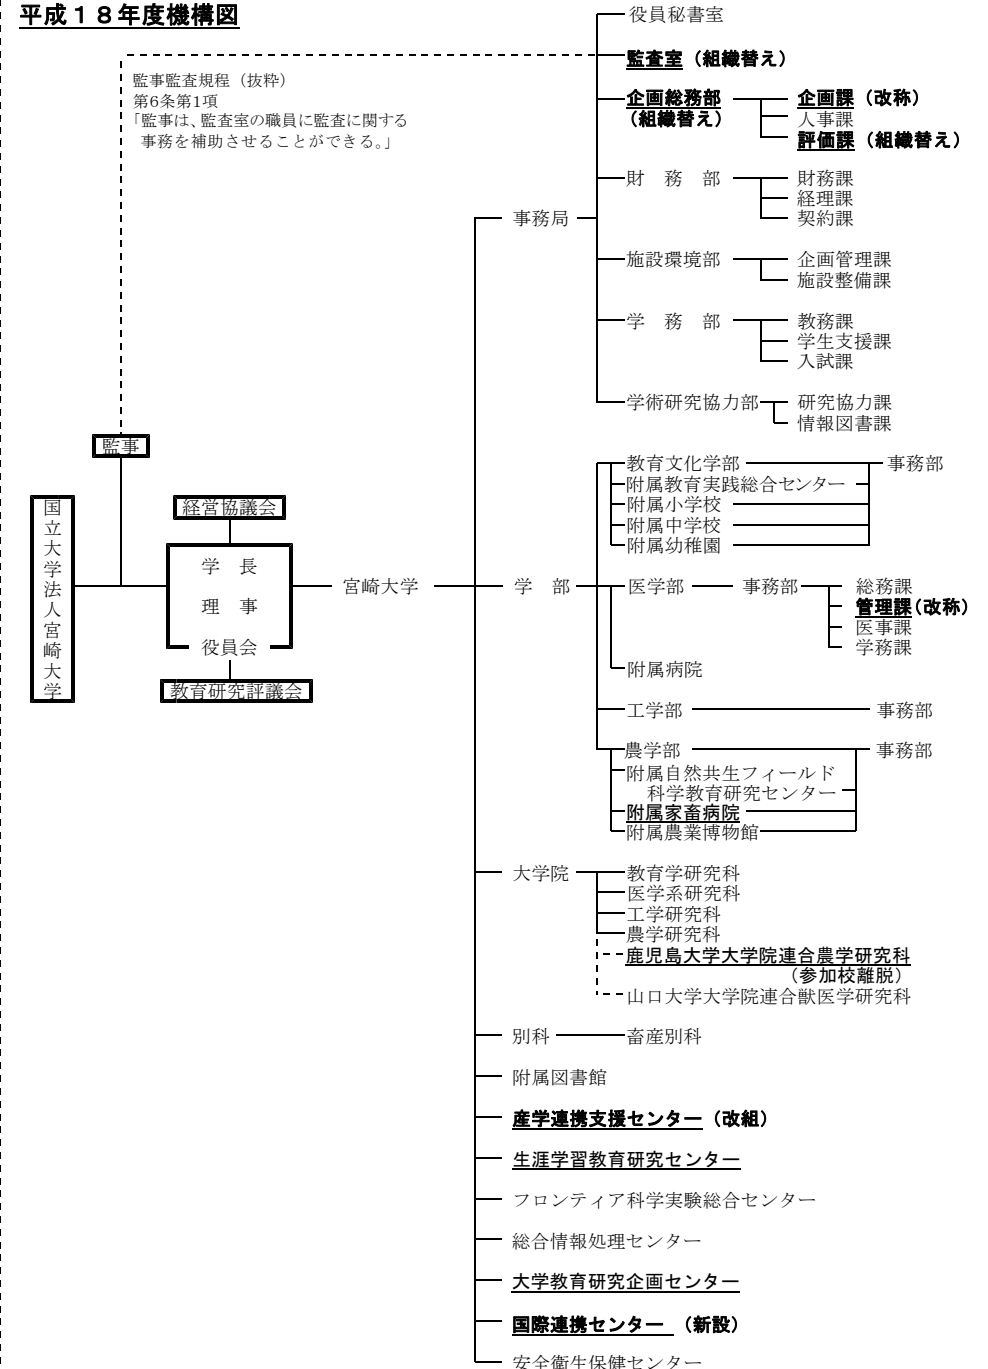 平成１８年度機構図
役員秘書室
監査室（組織替え）
監事監査規程（抜粋）
第6条第1項
「監事は、監査室の職員に監査に関する
事務を補助させることができる。」
企画総務部
（組織替え）
企画課（改称）
人事課
評価課（組織替え）
財　務　部
財務課
経理課
契約課
事務局
施設環境部
企画管理課
施設整備課
学　務　部
教務課
学生支援課
入試課
学術研究協力部
研究協力課
情報図書課
監事
国立大学法人宮崎大学
経営協議会
学　長
理　事
役員会
教育研究評議会
宮崎大学
学　部
教育文化学部
事務部
附属教育実践総合センター
附属小学校
附属中学校
附属幼稚園
医学部
事務部
総務課
管理課(改称)
医事課
学務課
附属病院
工学部
事務部
農学部
事務部
附属自然共生フィールド
科学教育研究センター
附属家畜病院
附属農業博物館
大学院
教育学研究科
医学系研究科
工学研究科
農学研究科
鹿児島大学大学院連合農学研究科
（参加校離脱）
山口大学大学院連合獣医学研究科
別科
畜産別科
附属図書館
産学連携支援センター（改組）
生涯学習教育研究センター
フロンティア科学実験総合センター
総合情報処理センター
大学教育研究企画センター
国際連携センター　（新設）
安全衛生保健センター